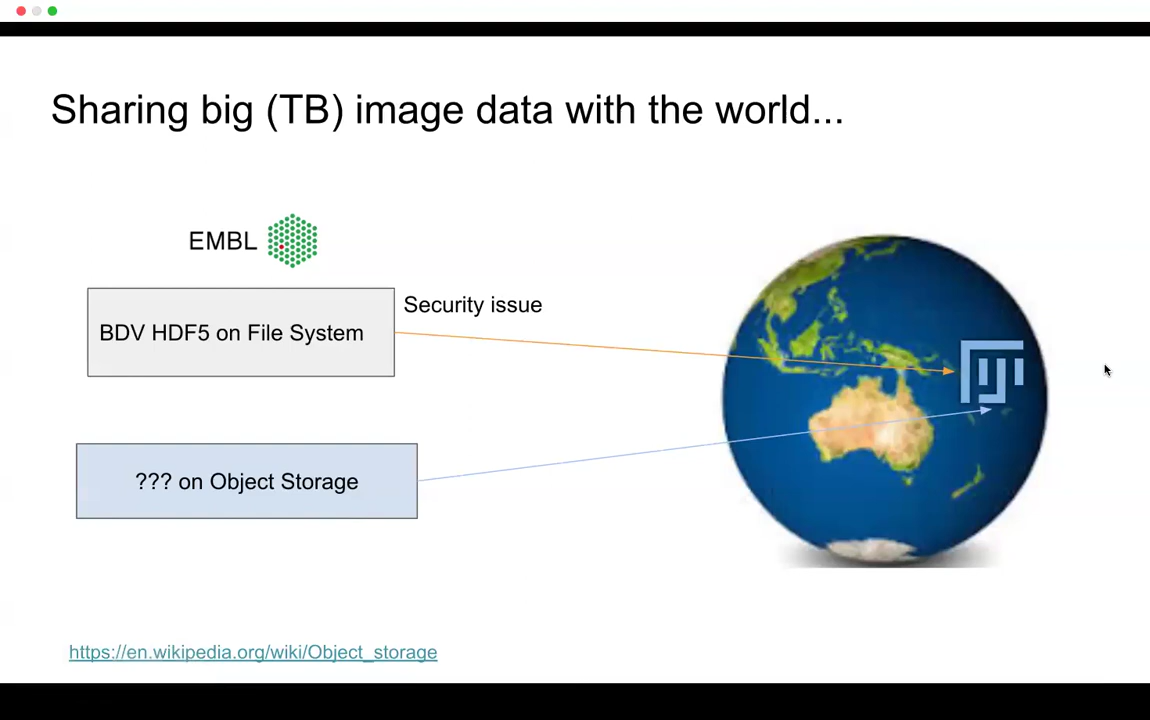 Sharing big (TB) image data with the world...
EMBL
Security issue
BDV HDF5 on File System
??? on Object Storage
https://en.wikipedia.org/wiki/Object_storage